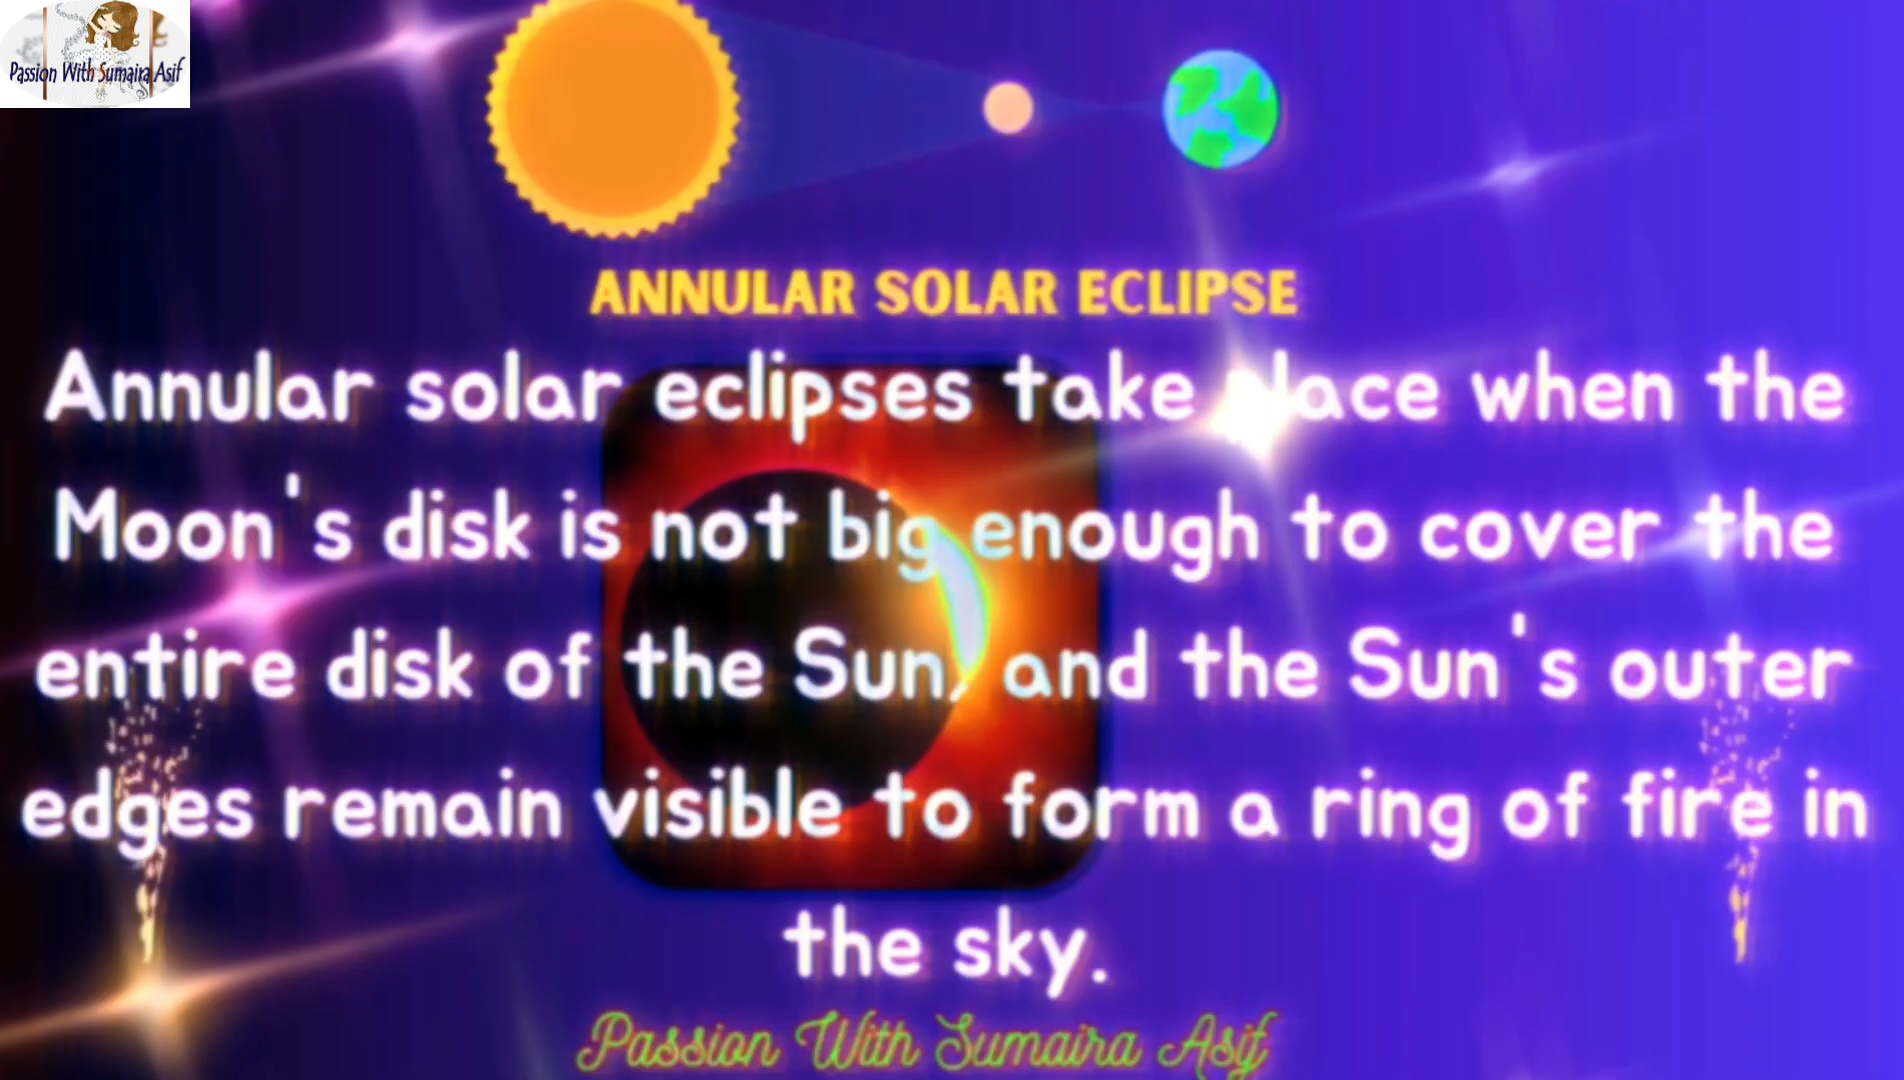 Passion With Sumaira Asif
ANNULAR SOLAR ECLIPSE
Annular solar eclipses take place when the
Moon's disk is not big enough to cover the
entire disk of the Sun, and the Sun's outer
edges remain visible to form a ring of fire in
the sky.
Passion With Sumaira Asif